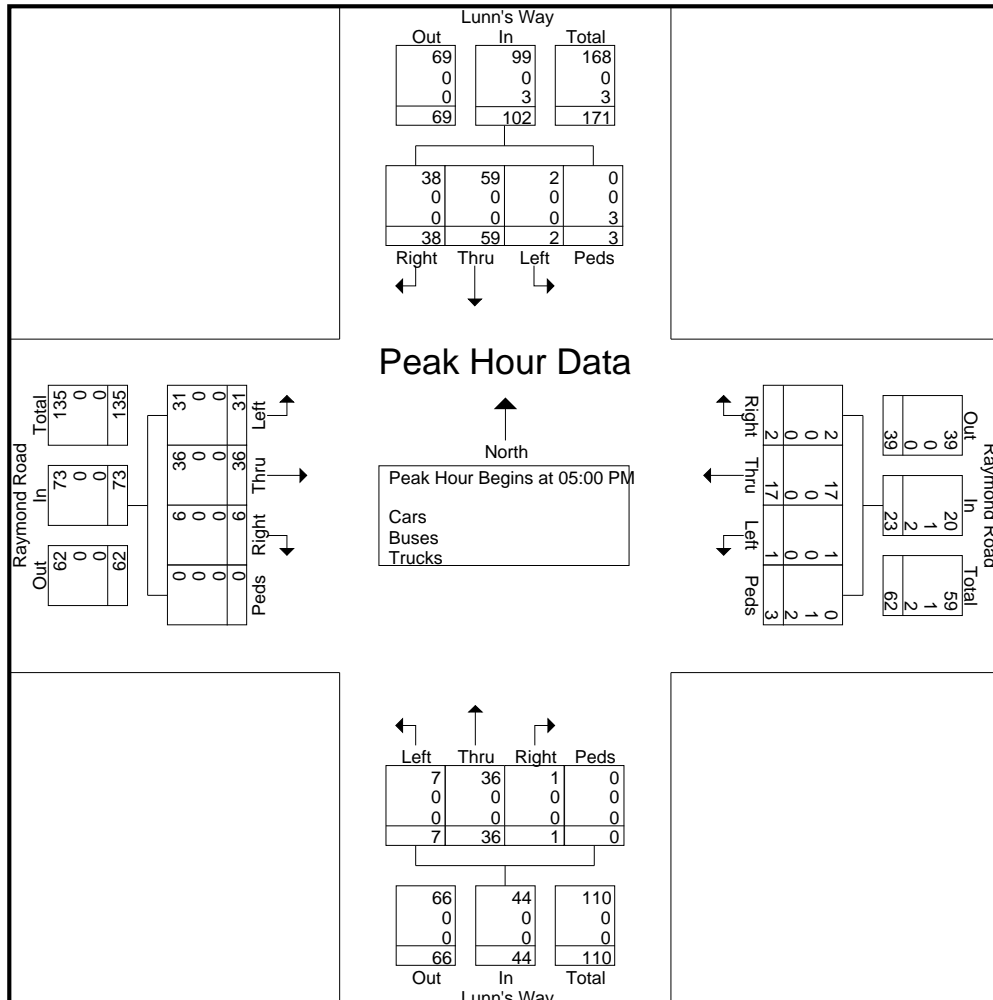 Lunn's Way
Out In Total
69 99 168
0 0 0
0 3 3
69 102 171
38 59 2 0
0 0 0 0
0 0 0 3
38 59 2 3
Right Thru Left Peds
Peak Hour Data
North
Peak Hour Begins at 05:00 PM
Cars
Buses
Trucks
Raymond Road
Out In Total
62 73 135
0 0 0
0 0 0
62 73 135
Left Thru Right Peds
31 36 6 0
0 0 0 0
0 0 0 0
31 36 6 0
Raymond Road
Out In Total
39 20 59
0 1 1
0 2 2
39 23 62
Right Thru Left Peds
2 17 1 0
0 0 0 1
0 0 0 2
2 17 1 3
Left Thru Right Peds
7 36 1 0
0 0 0 0
0 0 0 0
7 36 1 0
66 44 110
0 0 0
0 0 0
66 44 110
Out In Total
Lunn's Way